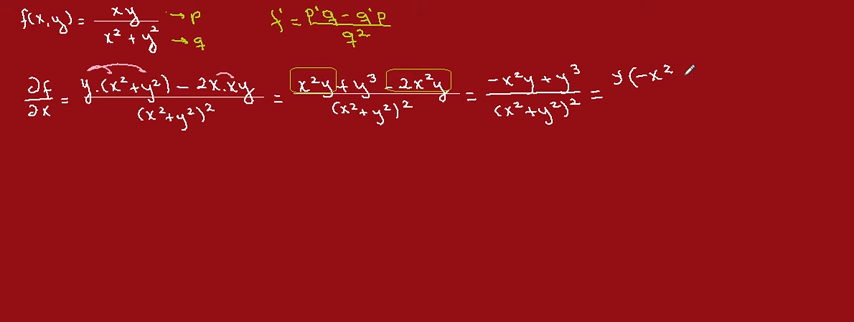 f(x,y) = xy / x² + y² → p → q f' = p'q - q'p / q²
∂f/∂x = y.(x²+y²) - 2x.xy / (x²+y²)² = x²y + y³ - 2x²y / (x²+y²)² = -x²y + y³ / (x²+y²)² = y(-x²